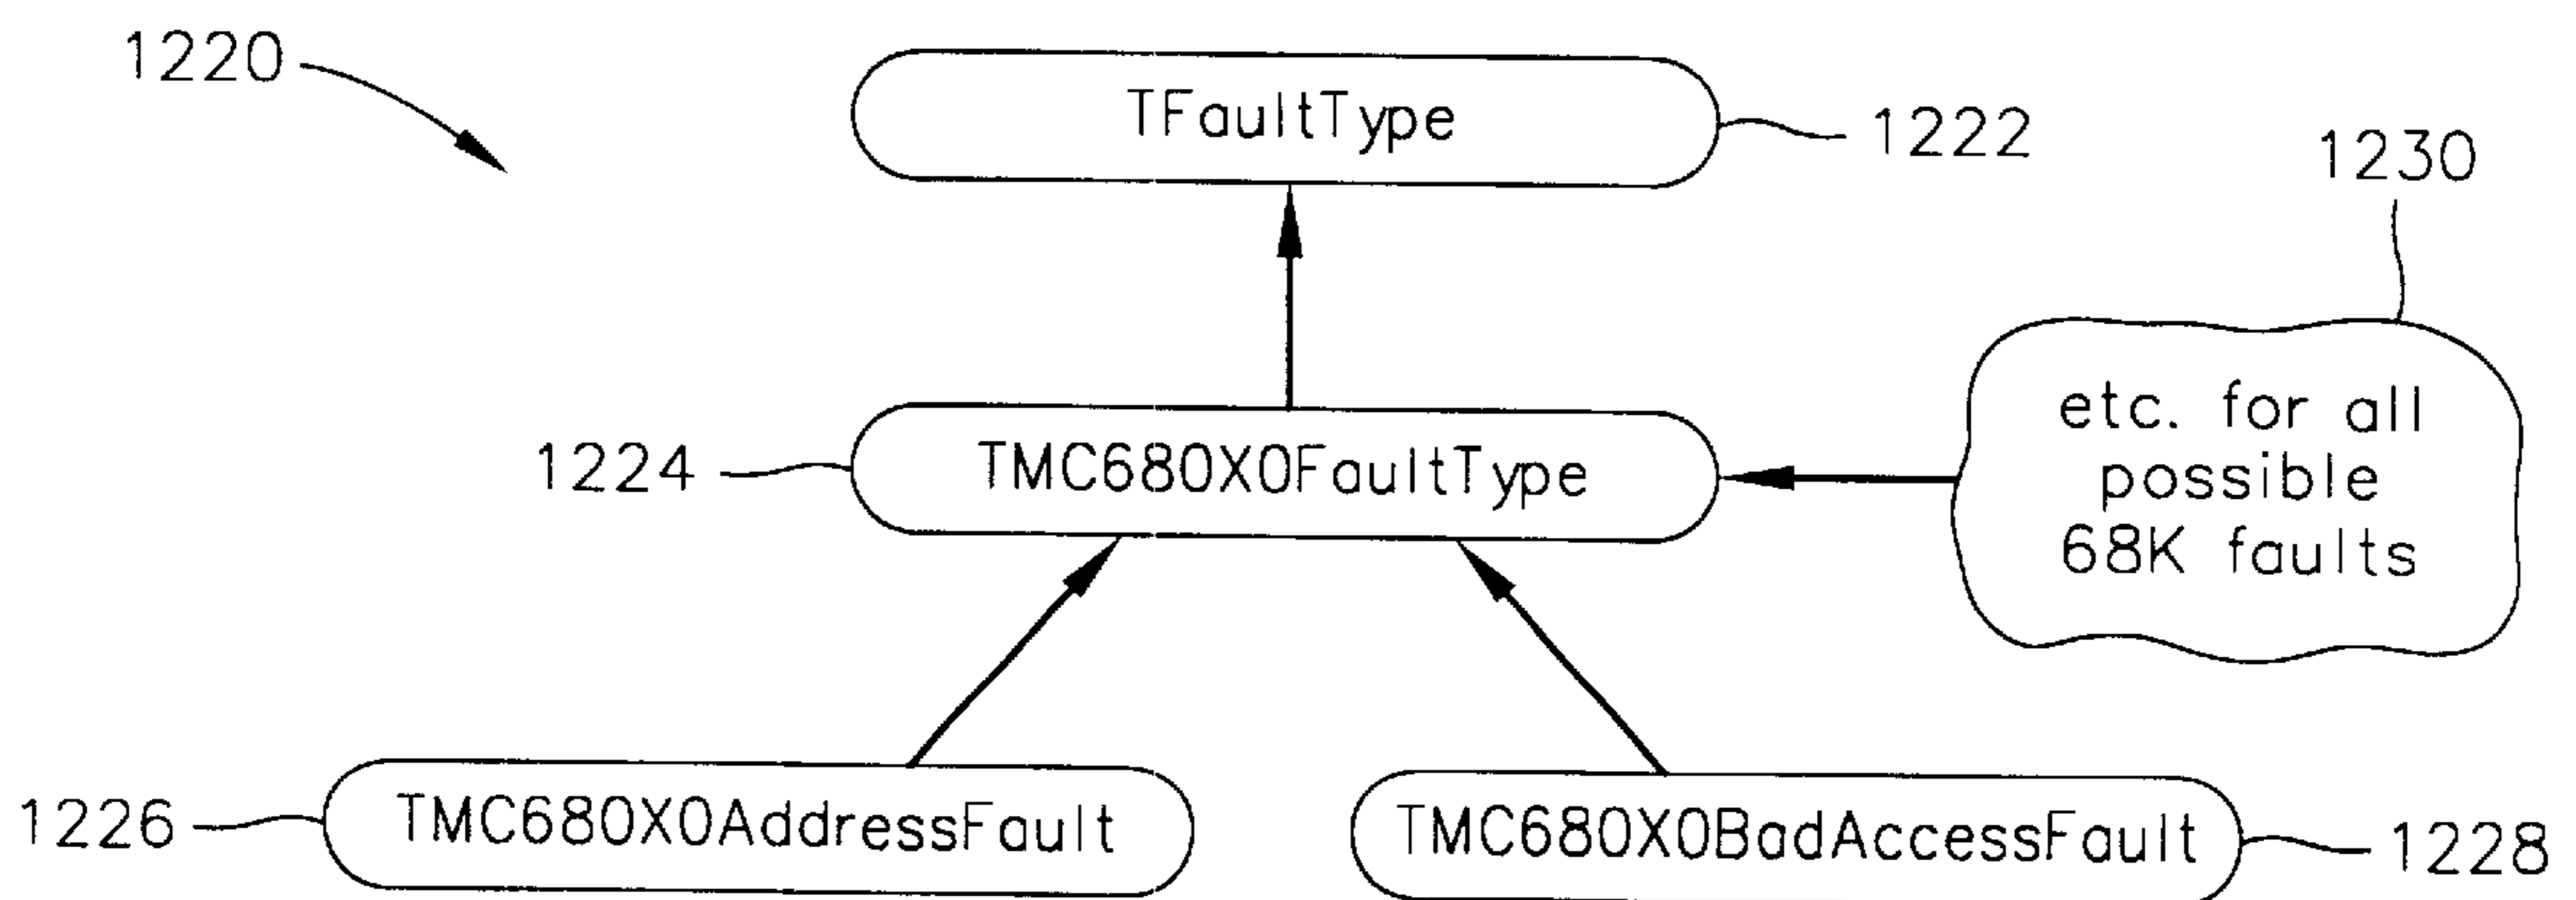 1220
TFaultType
1222
1230
etc. for all
possible
68K faults
1224
TMC680X0FaultType
1226
TMC680X0AddressFault
TMC680X0BadAccessFault
1228